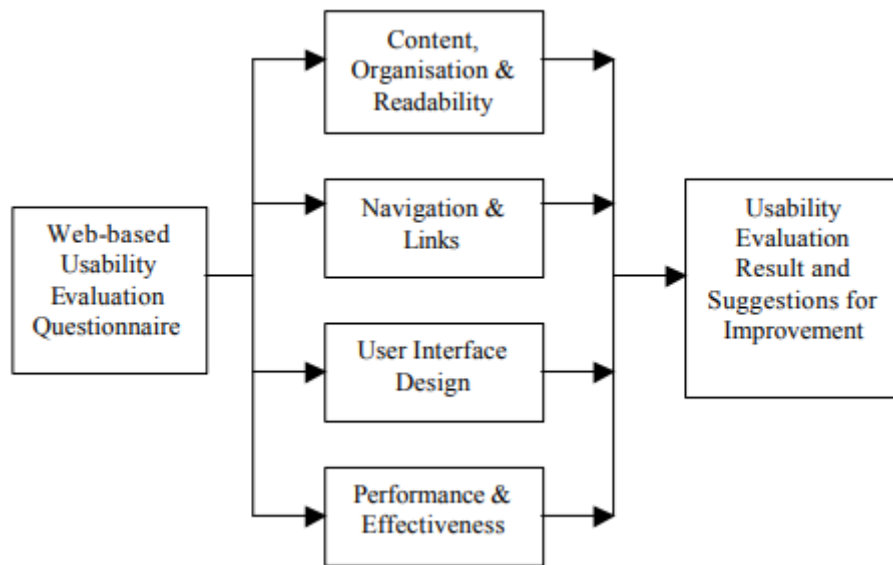 Content,
Organisation &
Readability
Web-based
Usability
Evaluation
Questionnaire
Navigation &
Links
User Interface
Design
Performance &
Effectiveness
Usability
Evaluation
Result and
Suggestions for
Improvement